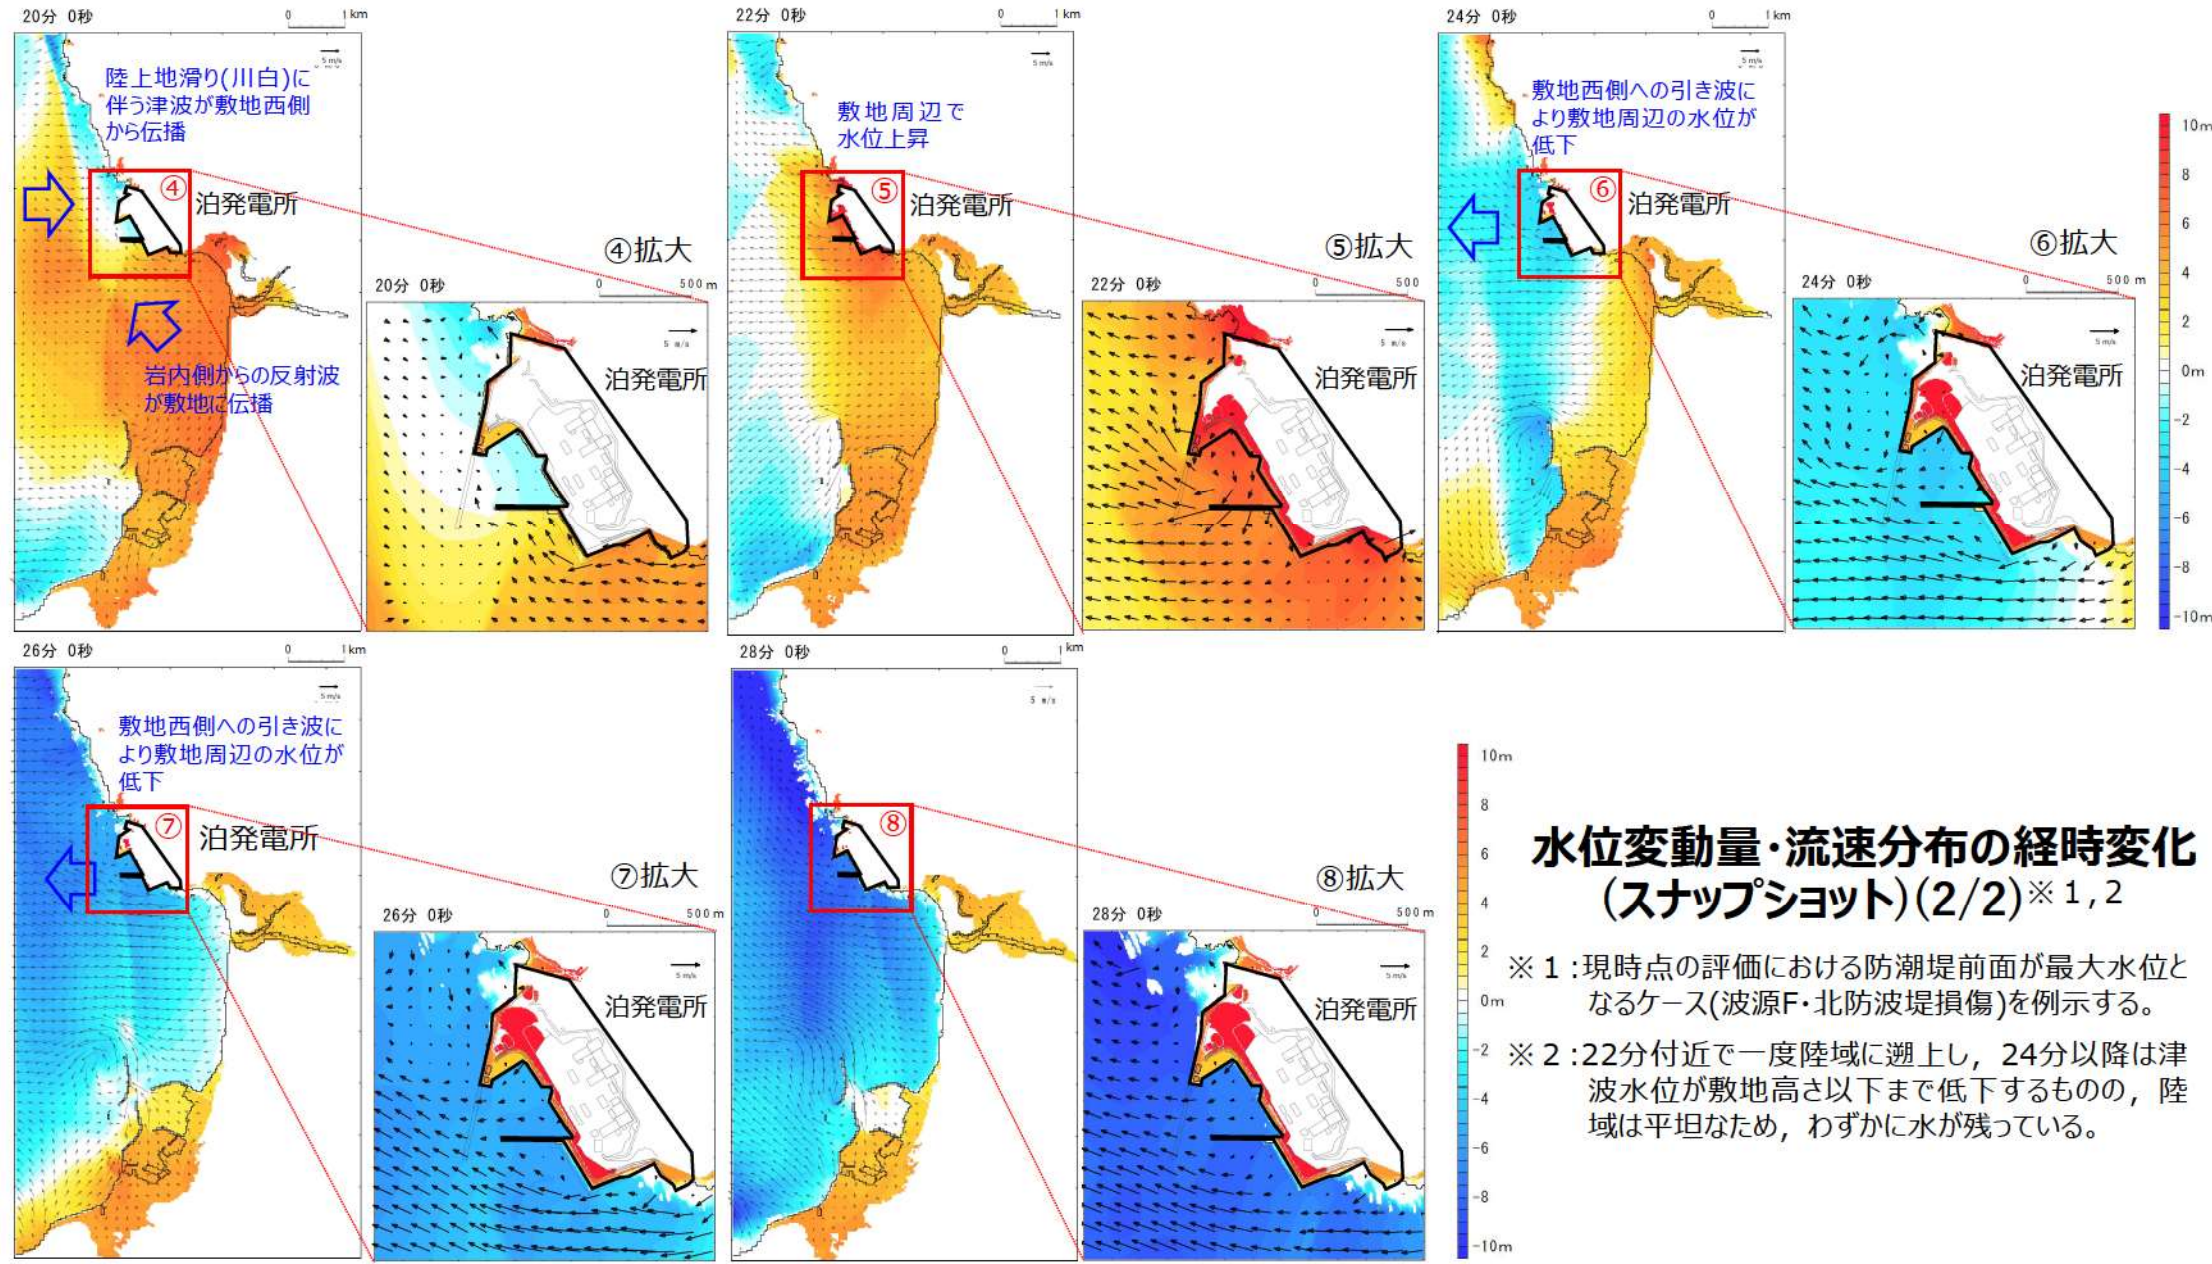 20分 0秒
0 1km
5 m/s
陸上地滑り(川白)に
伴う津波が敷地西側
から伝播
④
泊発電所
岩内側からの反射波
が敷地に伝播
④拡大
20分 0秒
0 500m
5 m/s
泊発電所
22分 0秒
0 1km
5 m/s
敷地周辺で
水位上昇
⑤
泊発電所
⑤拡大
22分 0秒
0 500
5 m/s
泊発電所
24分 0秒
0 1km
5 m/s
敷地西側への引き波に
より敷地周辺の水位が
低下
⑥
泊発電所
⑥拡大
24分 0秒
0 500m
5 m/s
泊発電所
10m
8
6
4
2
0m
-2
-4
-6
-8
-10m
26分 0秒
0 1km
5 m/s
敷地西側への引き波に
より敷地周辺の水位が
低下
⑦
泊発電所
⑦拡大
26分 0秒
0 500m
5 m/s
泊発電所
28分 0秒
0 1km
5 m/s
⑧
⑧拡大
28分 0秒
0 500m
5 m/s
泊発電所
10m
8
6
4
2
0m
-2
-4
-6
-8
-10m
水位変動量・流速分布の経時変化
(スナップショット)(2/2)※1,2
※1:現時点の評価における防潮堤前面が最大水位と
なるケース(波源F・北防波堤損傷)を例示する。
※2:22分付近で一度陸域に遡上し，24分以降は津
波水位が敷地高さ以下まで低下するものの，陸
域は平坦なため，わずかに水が残っている。